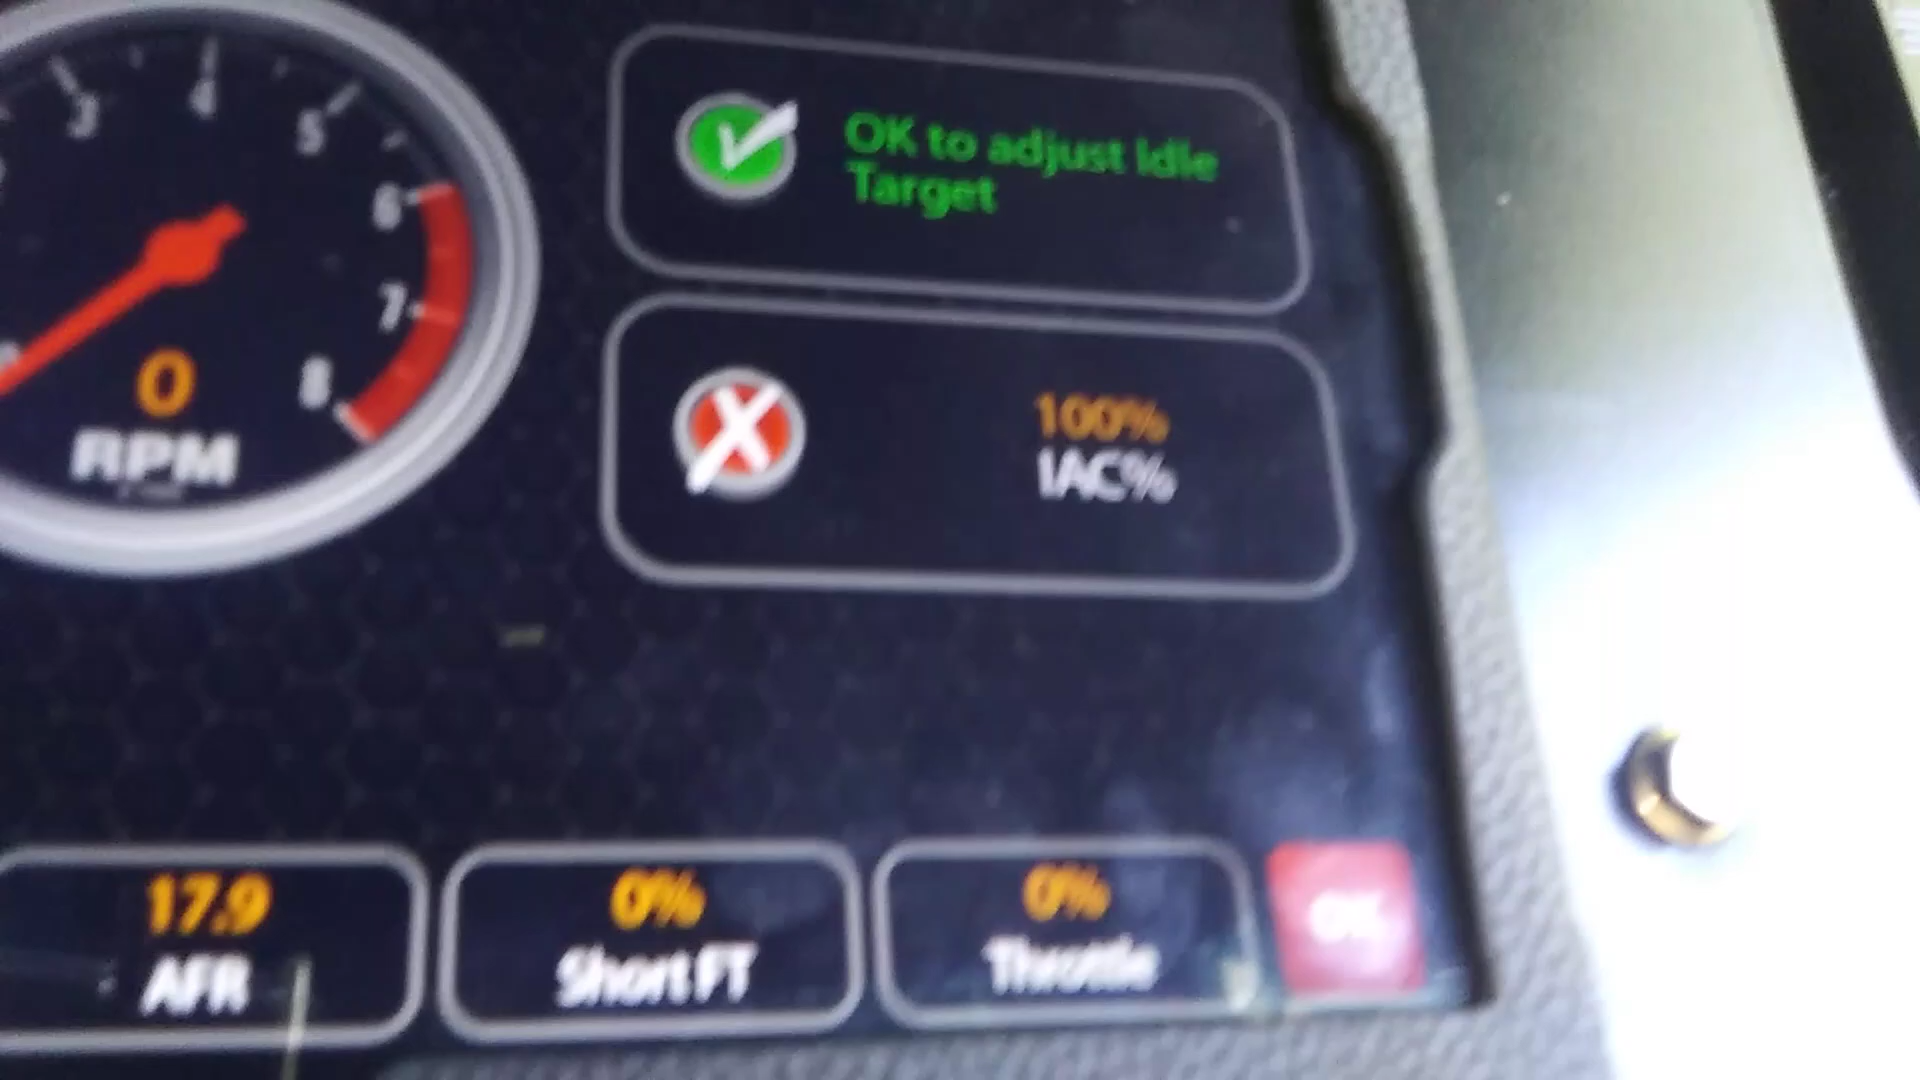 3
4
5
6
7
8
0
RPM
OK to adjust Idle
Target
100%
IAC%
17.9
AFR
0%
Short FT
0%
Throttle
OK